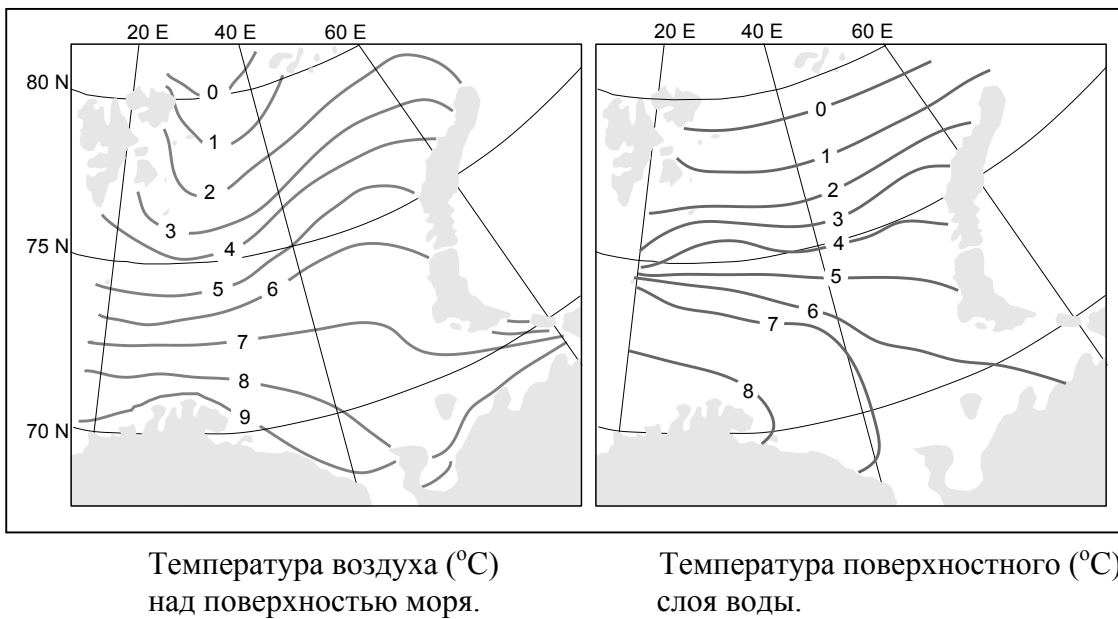 20 E 40 E 60 E
80 N
75 N
70 N
0
1
2
3
4
5
6
7
8
9
20 E 40 E 60 E
0
1
2
3
4
5
6
7
8
Температура воздуха (°С)
над поверхностью моря.
Температура поверхностного (°С)
слоя воды.